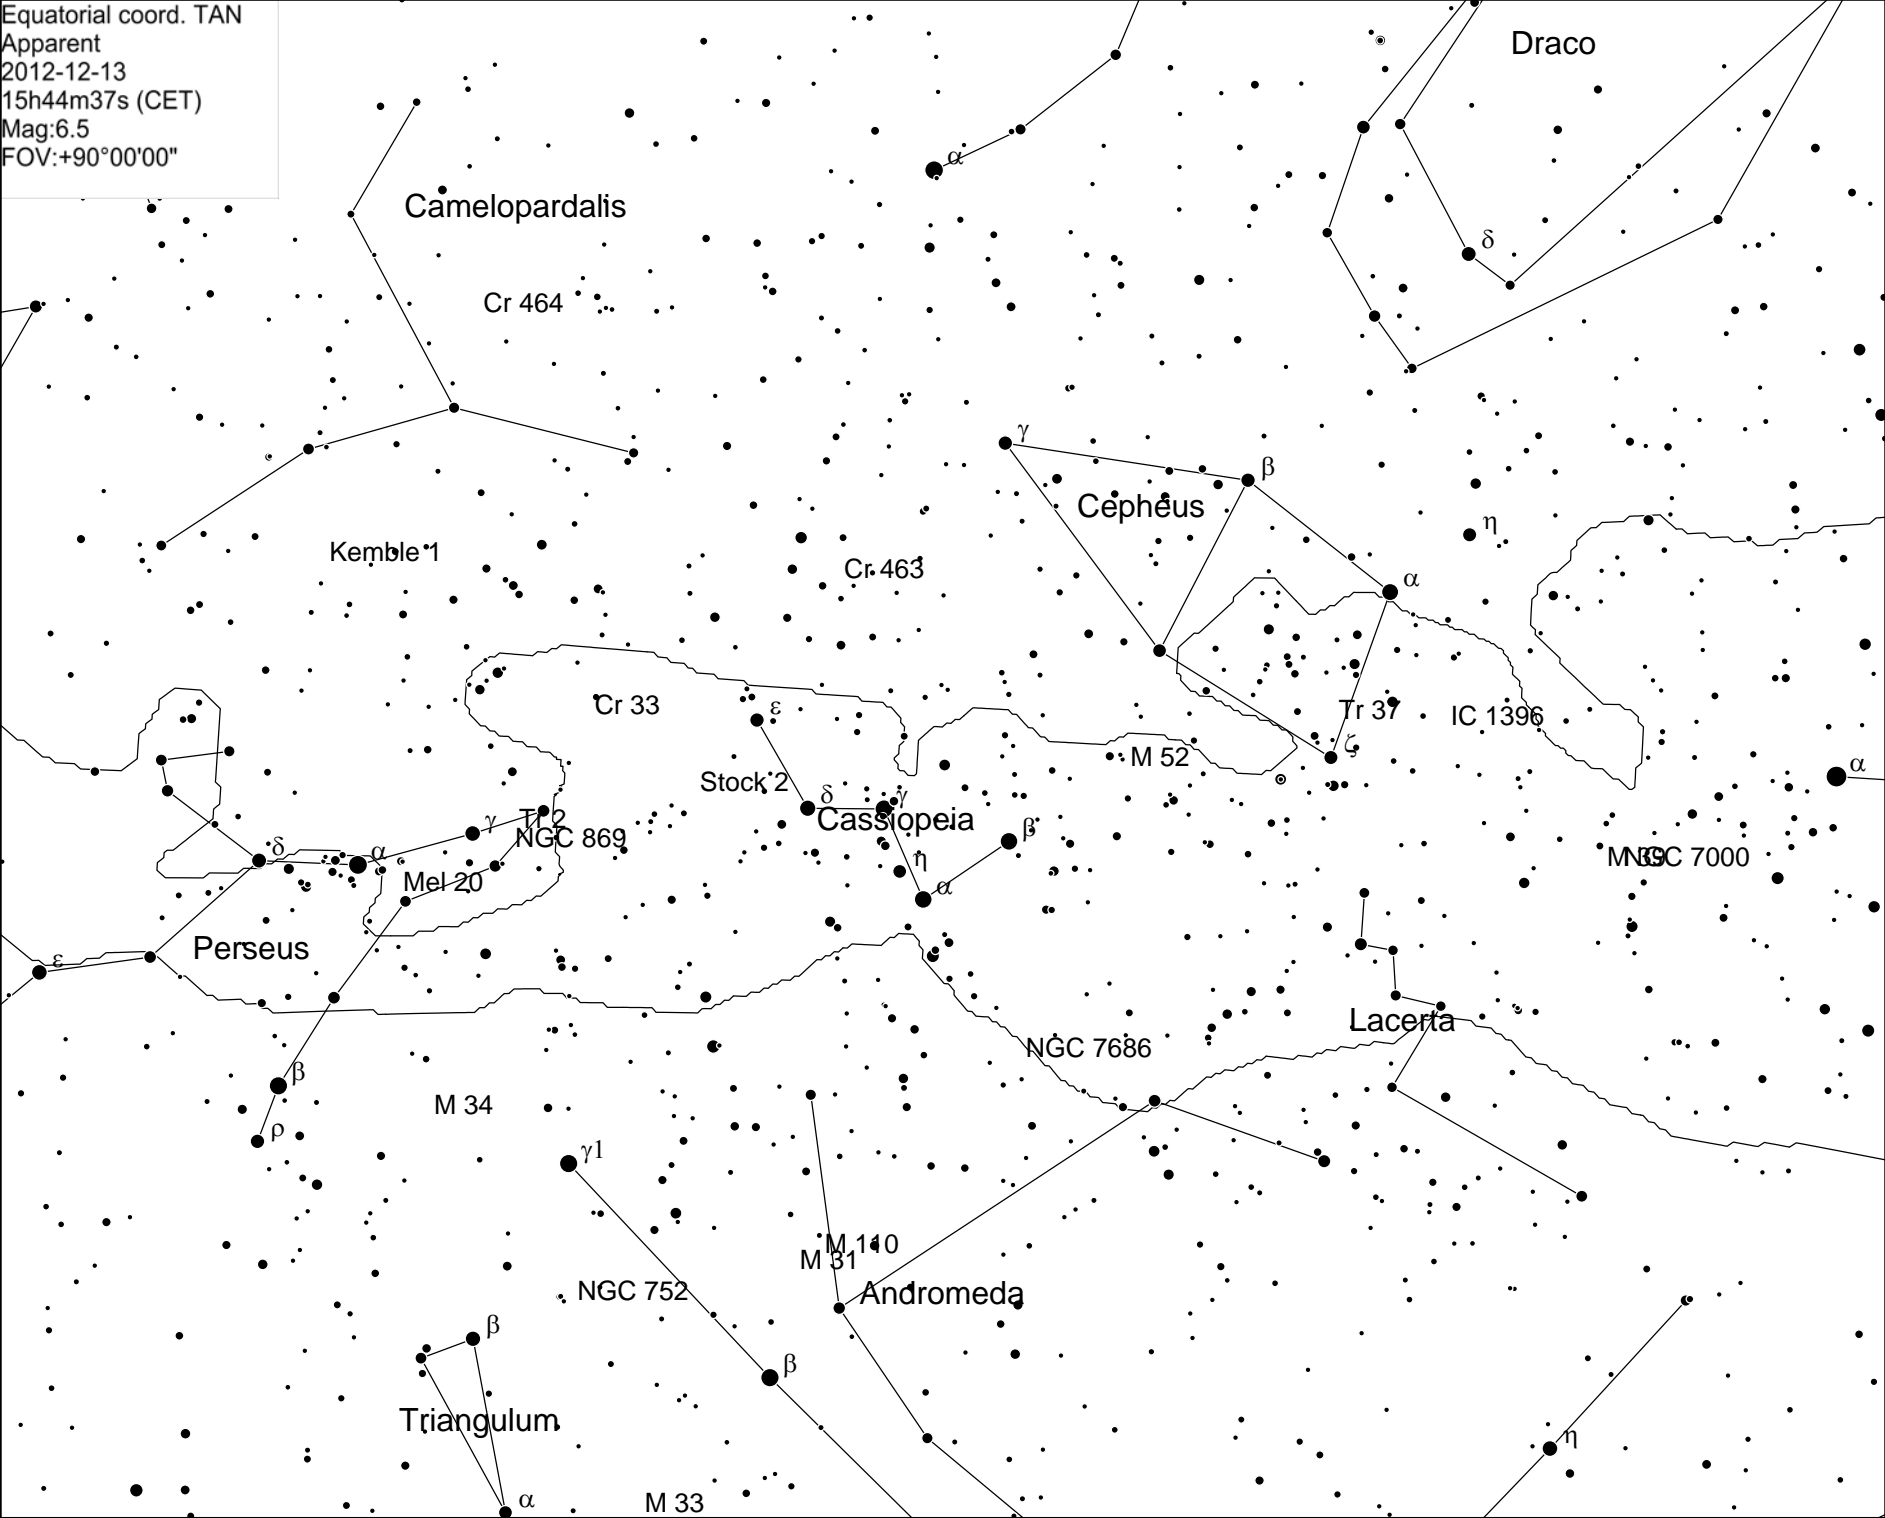 Equatorial coord. TAN
Apparent
2012-12-13
15h44m37s (CET)
Mag:6.5
FOV:+90°00'00"
Draco
α
Camelopardalis
δ
Cr 464
γ
β
Cepheus
η
Kemble 1
Cr 463
α
Cr 33
ε
Tr 37
IC 1396
ζ
M 52
α
Stock 2
δ
γ
Cassiopeia
β
γ
Tr 2
NGC 869
δ
α
η
M 39
NGC 7000
Mel 20
α
Perseus
ε
Lacerta
NGC 7686
β
M 34
ρ
γ1
M 110
M 31
NGC 752
Andromeda
β
β
Triangulum
η
α
M 33